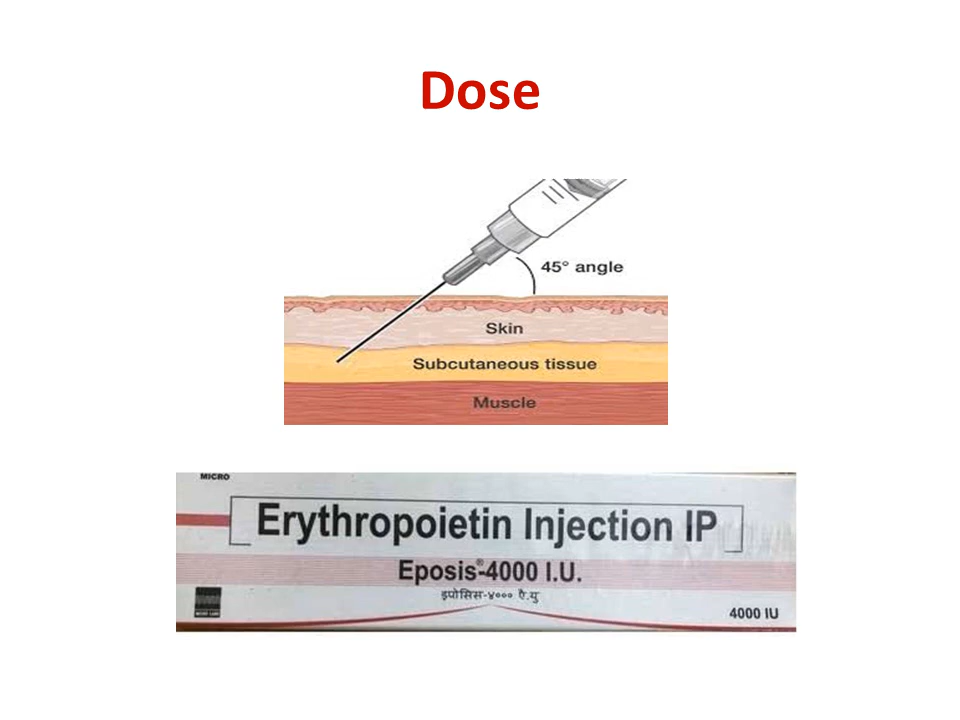 Dose
45° angle
Skin
Subcutaneous tissue
Muscle
MICRO
Erythropoietin Injection IP
Eposis®-4000 I.U.
इपोसिस-४००० ऐ.यु
4000 IU